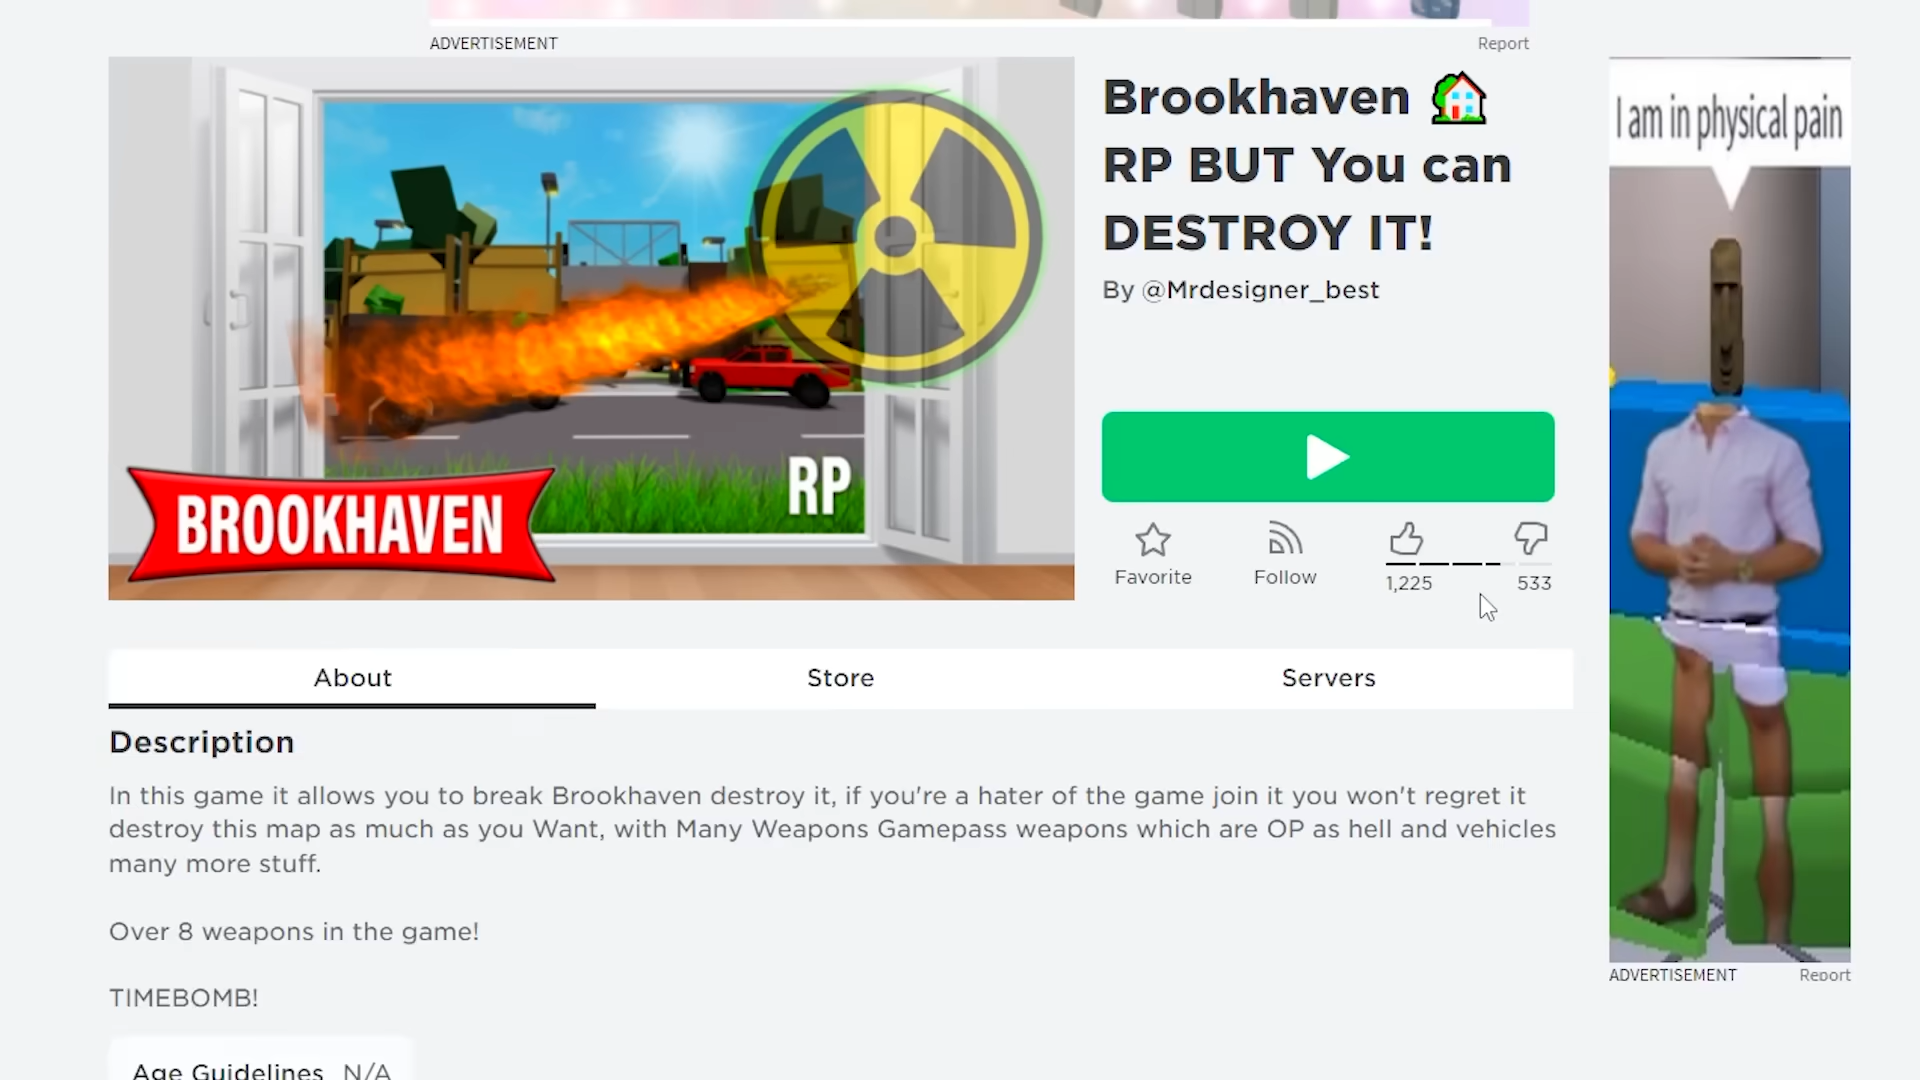 ADVERTISEMENT
Report
BROOKHAVEN
RP
Brookhaven
RP BUT You can
DESTROY IT!
By @Mrdesigner_best
Favorite
Follow
1,225
533
I am in physical pain
About
Store
Servers
Description
In this game it allows you to break Brookhaven destroy it, if you're a hater of the game join it you won't regret it
destroy this map as much as you Want, with Many Weapons Gamepass weapons which are OP as hell and vehicles
many more stuff.
Over 8 weapons in the game!
TIMEBOMB!
ADVERTISEMENT
Report
Age Guidelines N/A